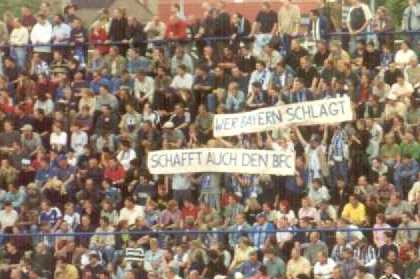 WER BAYERN SCHLAGT
SCHAFFT AUCH DEN BFC